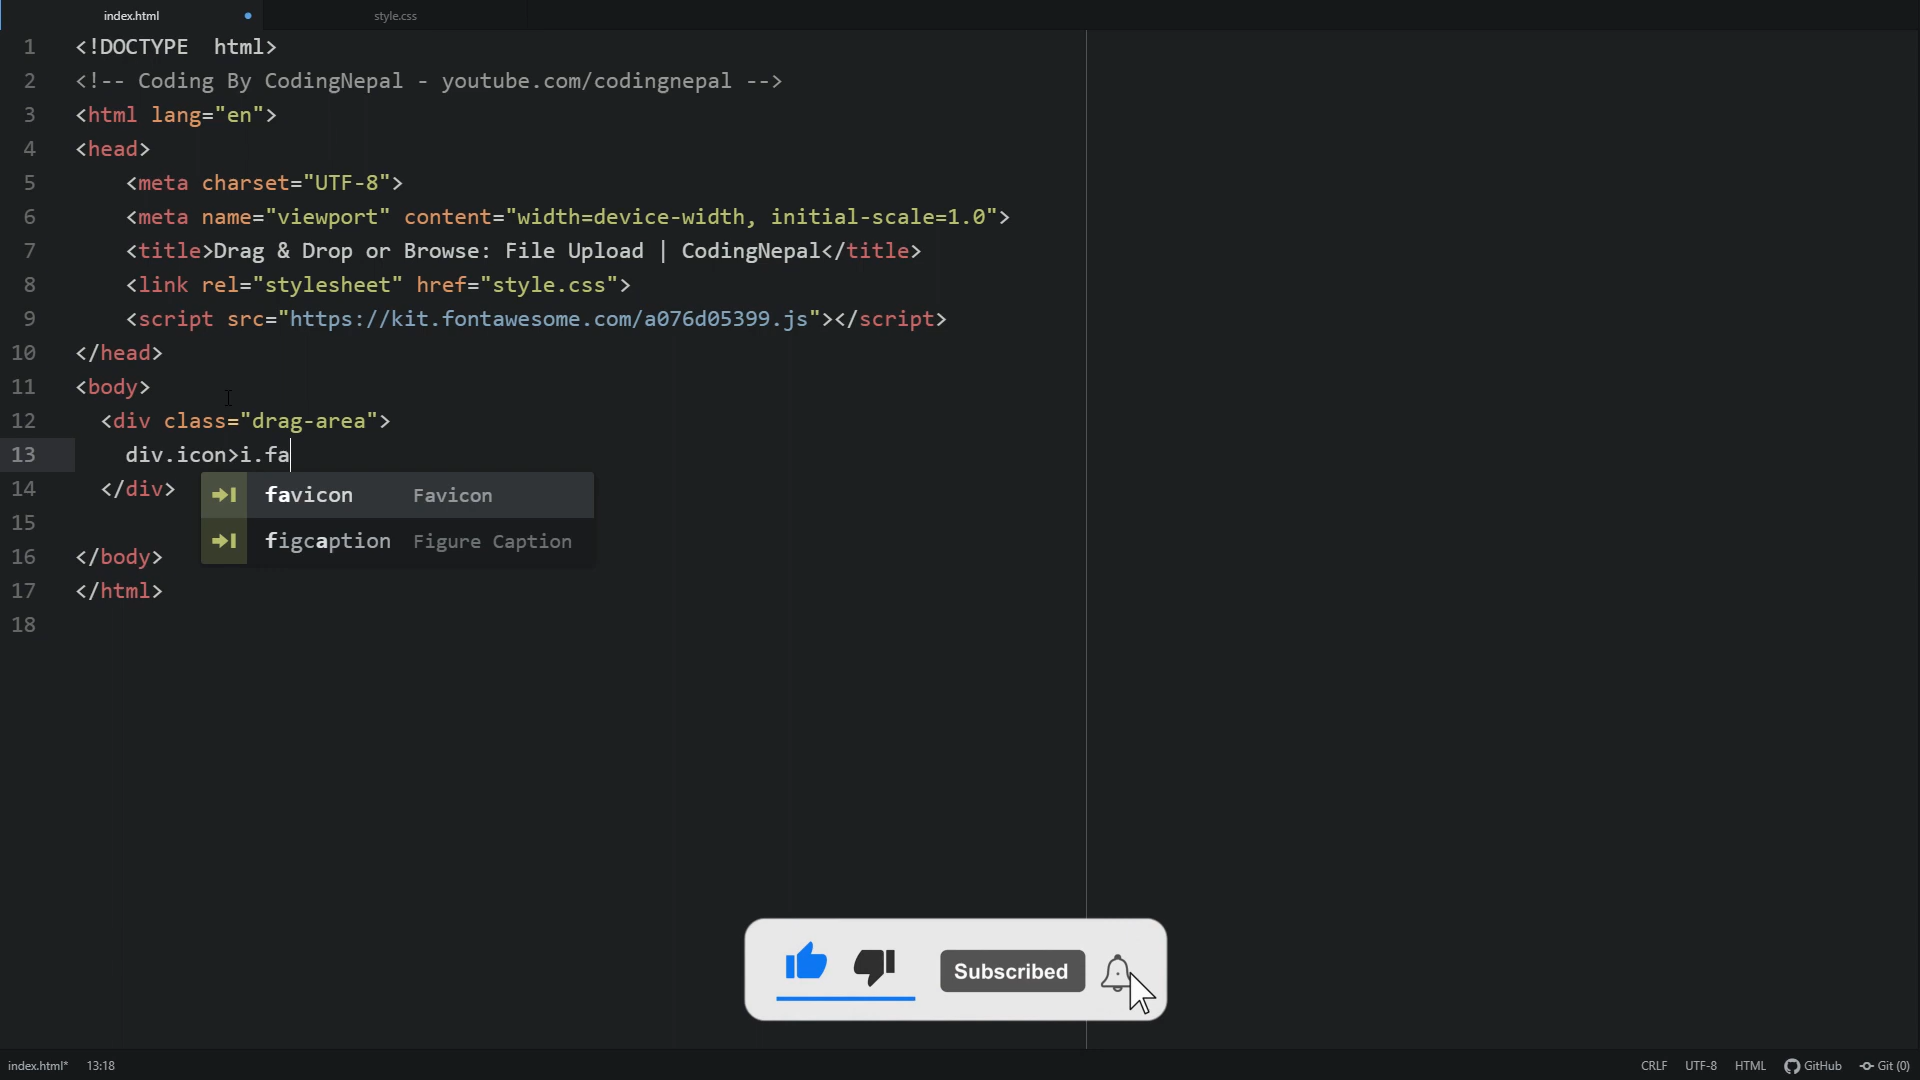 index.html
style.css
1 <!DOCTYPE  html>
2 <!-- Coding By CodingNepal - youtube.com/codingnepal -->
3 <html lang="en">
4 <head>
5 <meta charset="UTF-8">
6 <meta name="viewport" content="width=device-width, initial-scale=1.0">
7 <title>Drag & Drop or Browse: File Upload | CodingNepal</title>
8 <link rel="stylesheet" href="style.css">
9 <script src="https://kit.fontawesome.com/a076d05399.js"></script>
10 </head>
11 <body>
12 <div class="drag-area">
13 div.icon>i.fa
favicon Favicon
14 </div>
figcaption Figure Caption
15
16 </body>
17 </html>
18
Subscribed
index.html* 13:18 CRLF UTF-8 HTML GitHub Git (0)